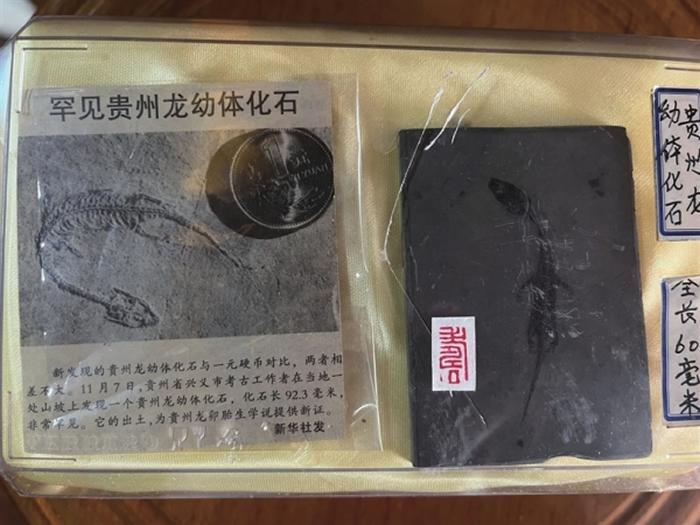 罕见贵州龙幼体化石
新发现的贵州龙幼体化石与一元硬币对比,两者相
差不大。11月7日,贵州省兴义市考古工作者在当地一
处山坡上发现一个贵州龙幼体化石,化石长92.3毫米,
非常罕见。它的出土,为贵州龙卵胎生学说提供新证。
新华社发
贵州龙
幼体化石
全长60毫米